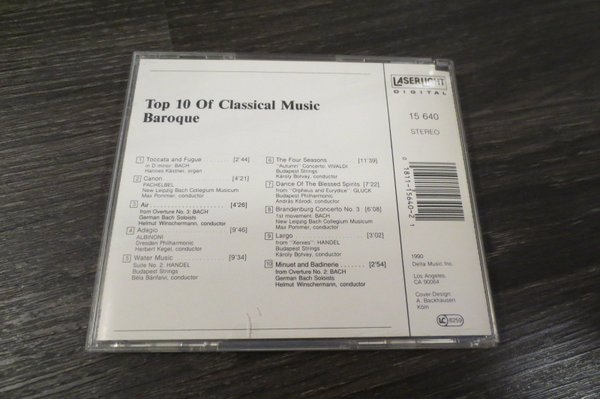 Top 10 Of Classical Music
Baroque
LASERLIGHT
DIGITAL
15 640
STEREO
1 Toccata and Fugue . . . . . . . [2'44]
in D minor: BACH
Hannes Kästner, organ
2 Canon . . . . . . . . . . . . . . [4'21]
PACHELBEL
New Leipzig Bach Collegium Musicum
Max Pommer, conductor
3 Air . . . . . . . . . . . . . . . . [4'26]
from Overture No. 3: BACH
German Bach Soloists
Helmut Winschermann, conductor
4 Adagio . . . . . . . . . . . . . [9'46]
ALBINONI
Dresden Philharmonic
Herbert Kegel, conductor
5 Water Music . . . . . . . . . . [9'34]
Suite No. 2: HANDEL
Budapest Strings
Béla Bánfalvi, conductor
6 The Four Seasons . . . . . . [11'39]
"Autumn" Concerto: VIVALDI
Budapest Strings
Károly Botvay, conductor
7 Dance Of The Blessed Spirits . [7'22]
from "Orpheus and Eurydice": GLUCK
Budapest Philharmonic
András Kórodi, conductor
8 Brandenburg Concerto No. 3 . [6'08]
1st movement, BACH
New Leipzig Bach Collegium Musicum
Max Pommer, conductor
9 Largo . . . . . . . . . . . . . . [3'02]
from "Xerxes": HANDEL
Budapest Strings
Károly Botvay, conductor
10 Minuet and Badinerie . . . . . . [2'54]
from Overture No. 2: BACH
German Bach Soloists
Helmut Winschermann, conductor
0 18111-15640-2 1
1990
Delta Music Inc.
Los Angeles,
CA 90064
Cover-Design:
A. Backhausen
Köln
LC 8259